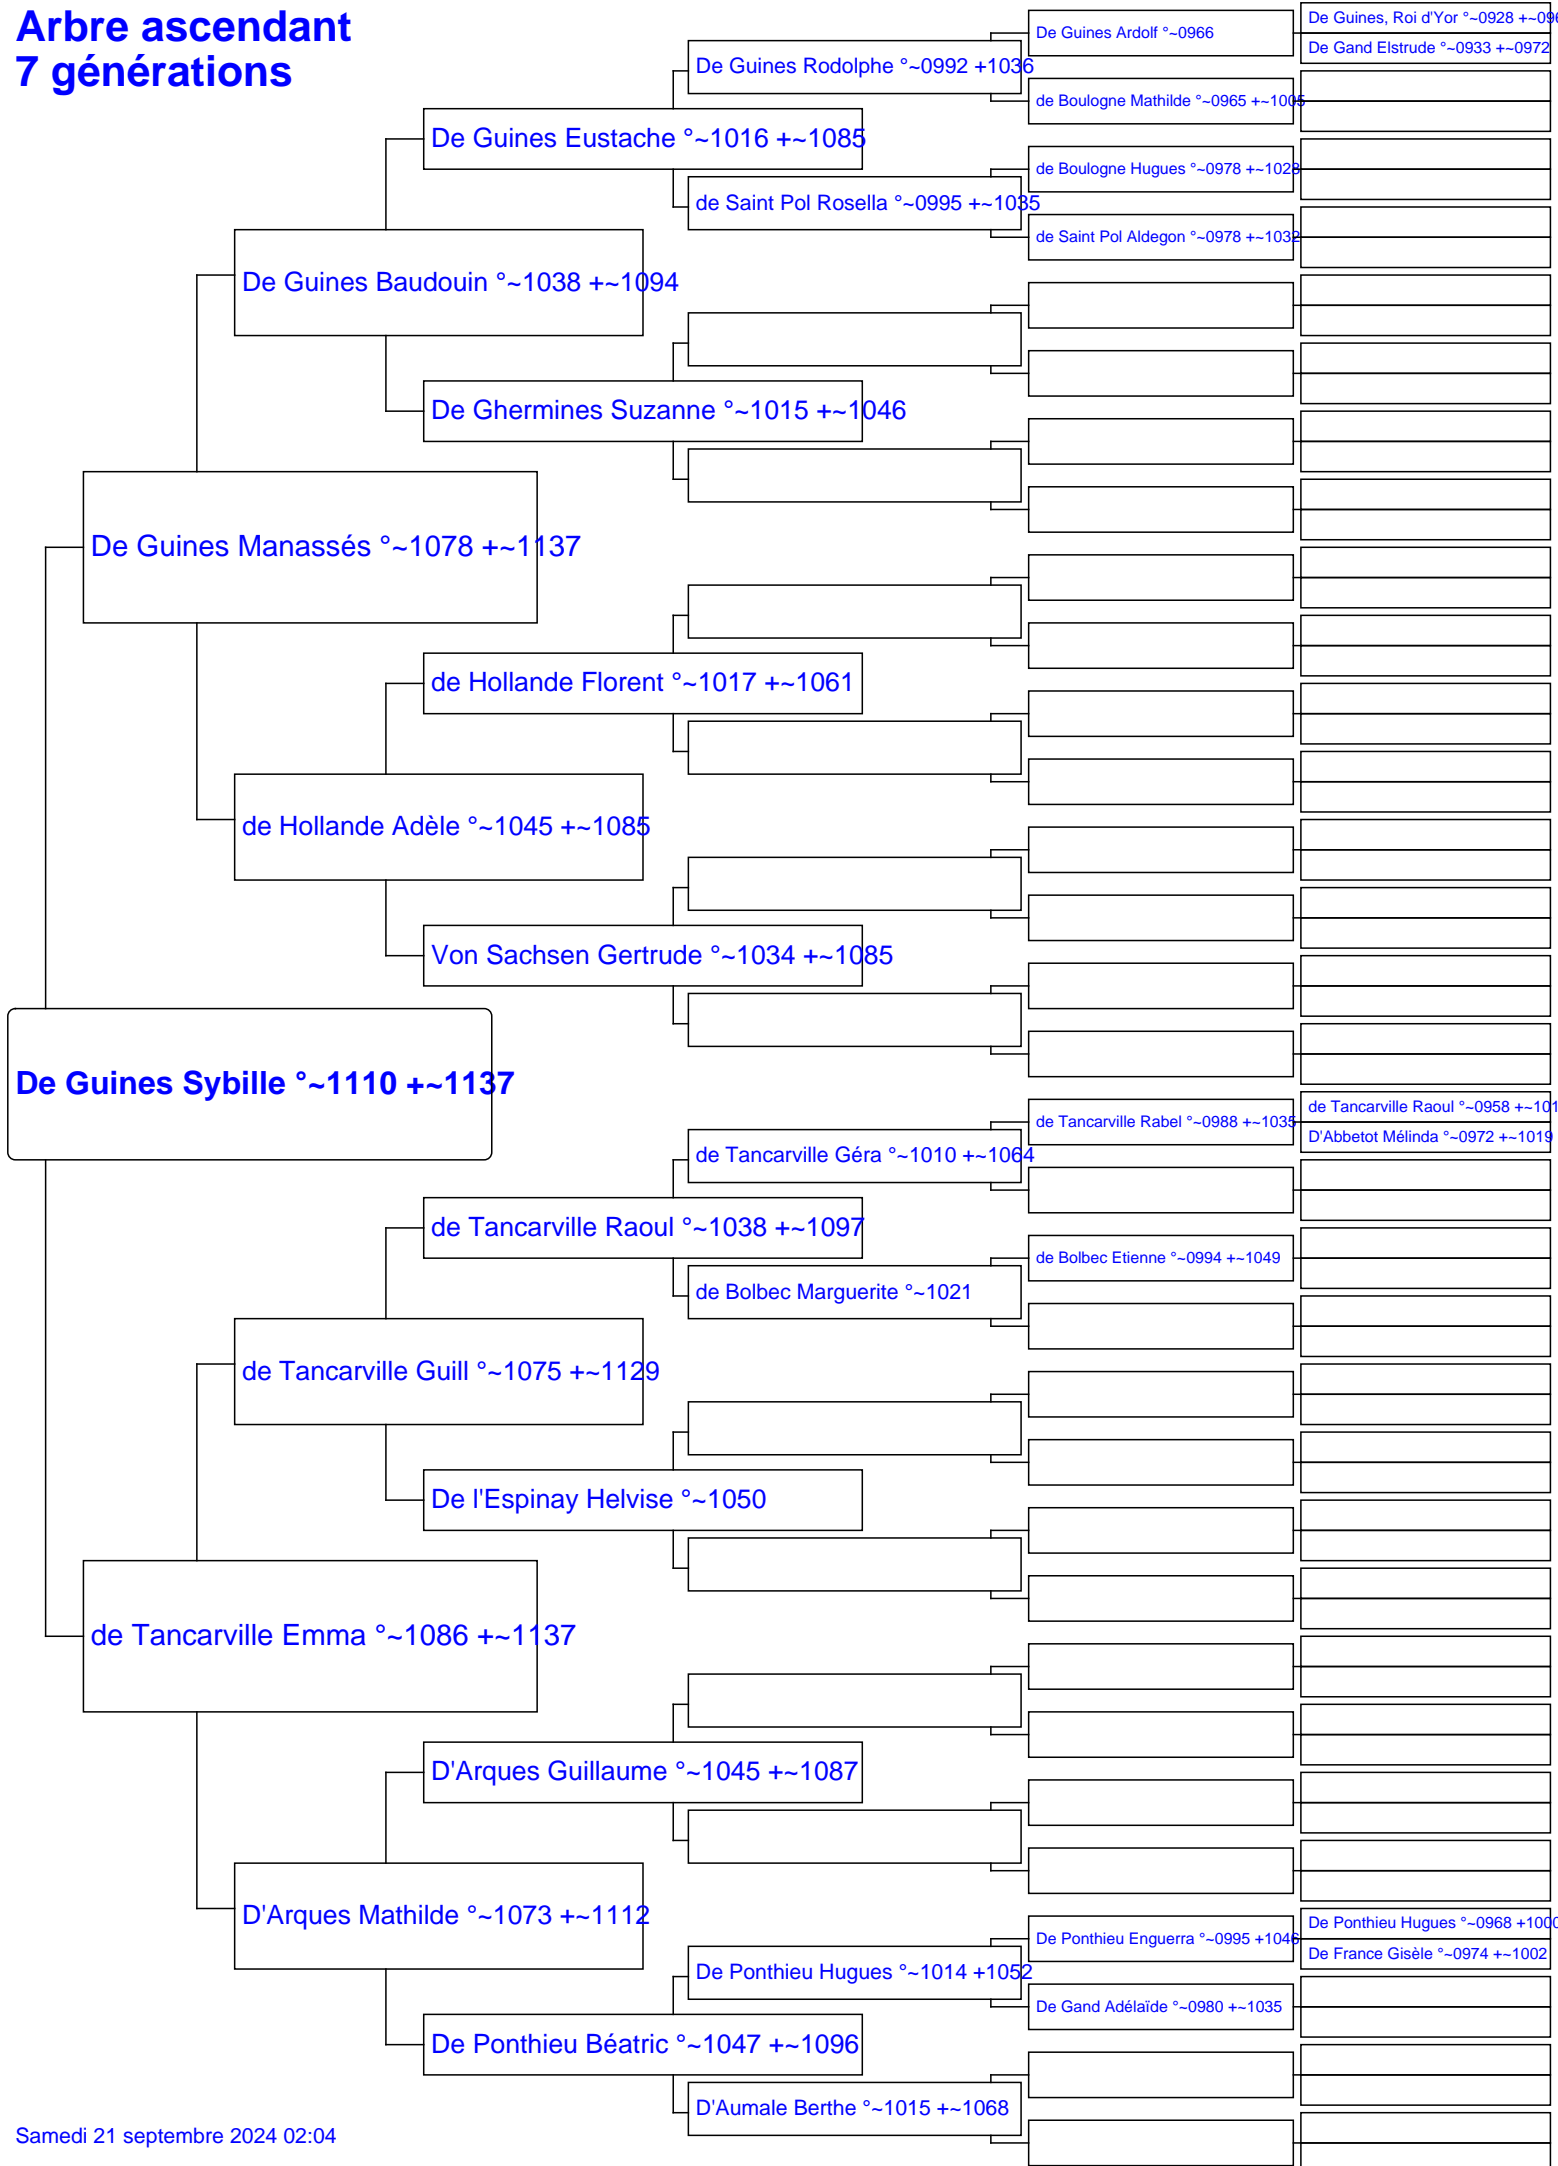 Arbre ascendant
7 générations
De Guines Sybille °~1110 +~1137
De Guines Manassés °~1078 +~1137
de Tancarville Emma °~1086 +~1137
De Guines Baudouin °~1038 +~1094
de Hollande Adèle °~1045 +~1085
de Tancarville Guill °~1075 +~1129
D'Arques Mathilde °~1073 +~1112
De Guines Eustache °~1016 +~1085
De Ghermines Suzanne °~1015 +~1046
de Hollande Florent °~1017 +~1061
Von Sachsen Gertrude °~1034 +~1085
de Tancarville Raoul °~1038 +~1097
De l'Espinay Helvise °~1050
D'Arques Guillaume °~1045 +~1087
De Ponthieu Béatric °~1047 +~1096
De Guines Rodolphe °~0992 +1036
de Saint Pol Rosella °~0995 +~1035
de Tancarville Géra °~1010 +~1064
de Bolbec Marguerite °~1021
De Ponthieu Hugues °~1014 +1052
D'Aumale Berthe °~1015 +~1068
De Guines Ardolf °~0966
de Boulogne Mathilde °~0965 +~1005
de Boulogne Hugues °~0978 +~1028
de Saint Pol Aldegon °~0978 +~1032
de Tancarville Rabel °~0988 +~1035
de Bolbec Etienne °~0994 +~1049
De Ponthieu Enguerra °~0995 +1046
De Gand Adélaïde °~0980 +~1035
De Guines, Roi d'Yor °~0928 +~096
De Gand Elstrude °~0933 +~0972
de Tancarville Raoul °~0958 +~101
D'Abbetot Mélinda °~0972 +~1019
De Ponthieu Hugues °~0968 +1000
De France Gisèle °~0974 +~1002
Samedi 21 septembre 2024 02:04